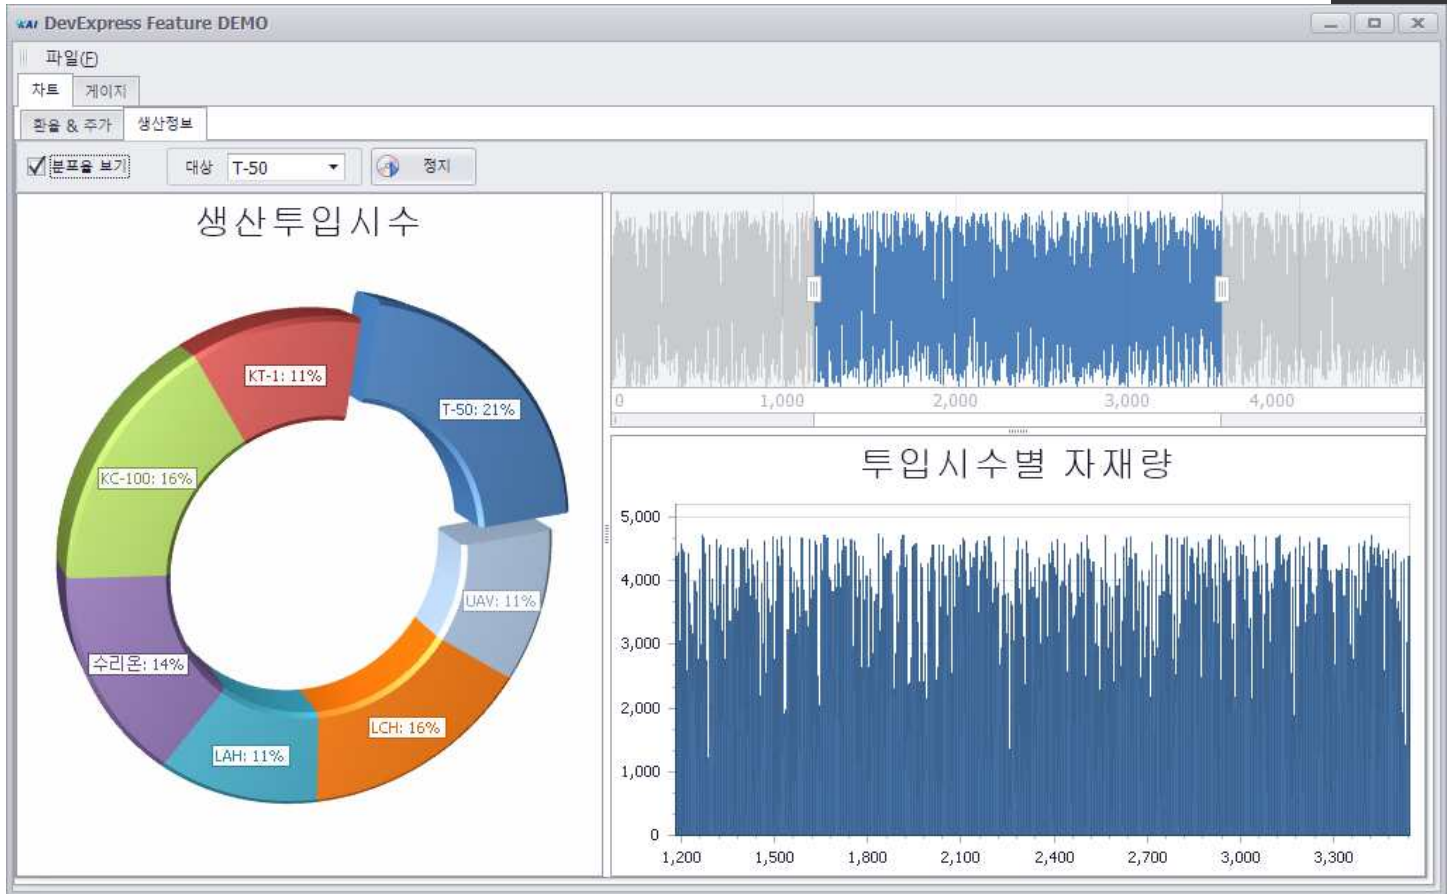 KAI DevExpress Feature DEMO
파일(F)
차트 게이지
환율 & 주가 생산정보
분포율 보기 대상 T-50 정지
생산투입시수
KT-1: 11%
T-50: 21%
KC-100: 16%
UAV: 11%
수리온: 14%
LCH: 16%
LAH: 11%
0 1,000 2,000 3,000 4,000
투입시수별 자재량
5,000
4,000
3,000
2,000
1,000
0
1,200 1,500 1,800 2,100 2,400 2,700 3,000 3,300